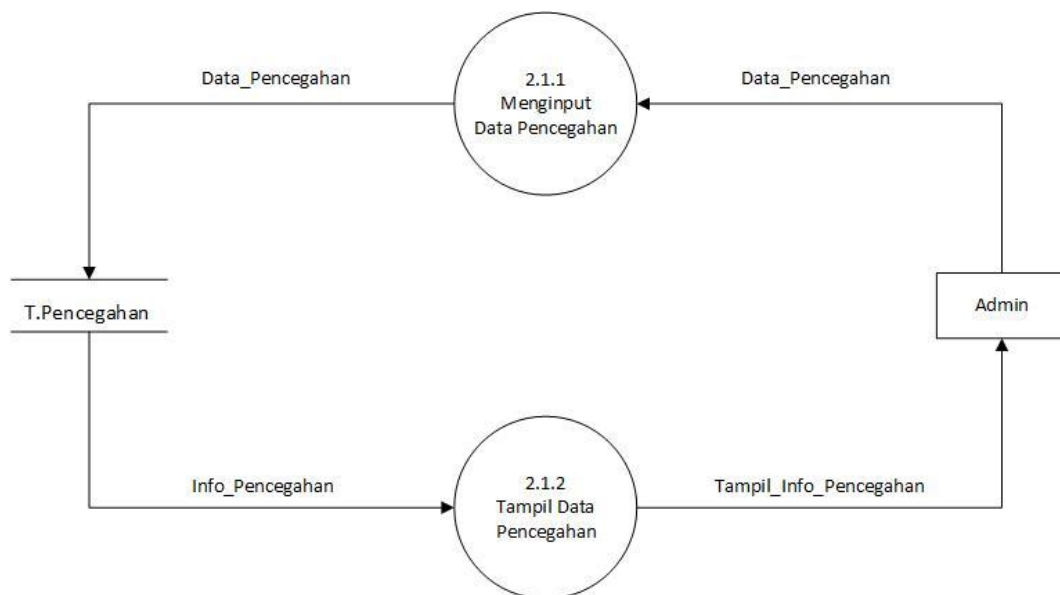 Data_Pencegahan
2.1.1
Menginput
Data Pencegahan
Data_Pencegahan
T.Pencegahan
Admin
Info_Pencegahan
2.1.2
Tampil Data
Pencegahan
Tampil_Info_Pencegahan